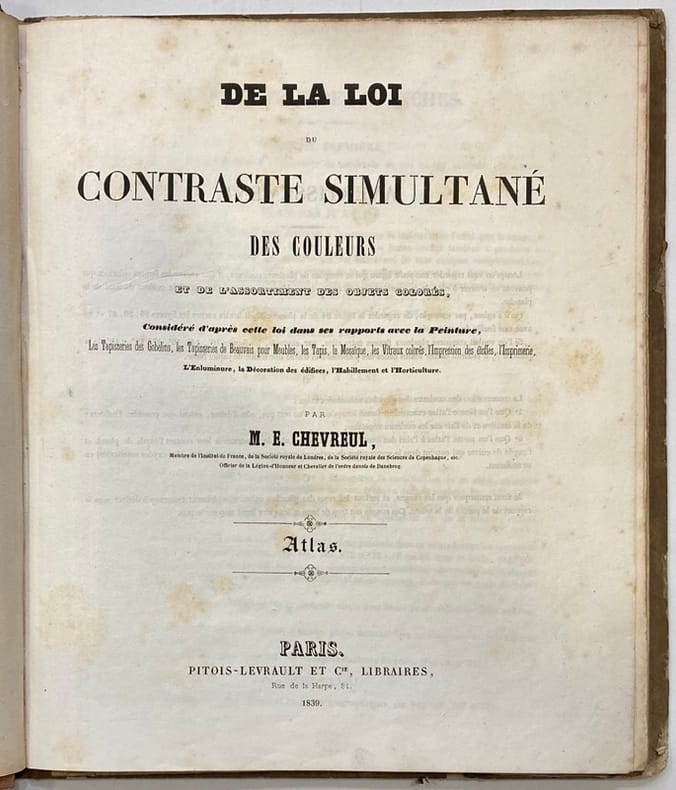 DE LA LOI
DU
CONTRASTE SIMULTANÉ
DES COULEURS
ET DE L'ASSORTIMENT DES OBJETS COLORÉS,
Considéré d'après cette loi dans ses rapports avec la Peinture,
Les Tapisseries des Gobelins, les Tapisseries de Beauvais pour Meubles, les Tapis, la Mosaïque, les Vitraux colorés, l'Impression des étoffes, l'Imprimerie,
L'Enluminure, la Décoration des édifices, l'Habillement et l'Horticulture.
PAR
M. E. CHEVREUL,
Membre de l'Institut de France, de la Société royale de Londres, de la Société royale des Sciences de Copenhague, etc.
Officier de la Légion-d'Honneur et Chevalier de l'ordre danois de Danebrog.
Atlas.
PARIS.
PITOIS-LEVRAULT ET Cie, LIBRAIRES,
Rue de la Harpe, 81.
1839.